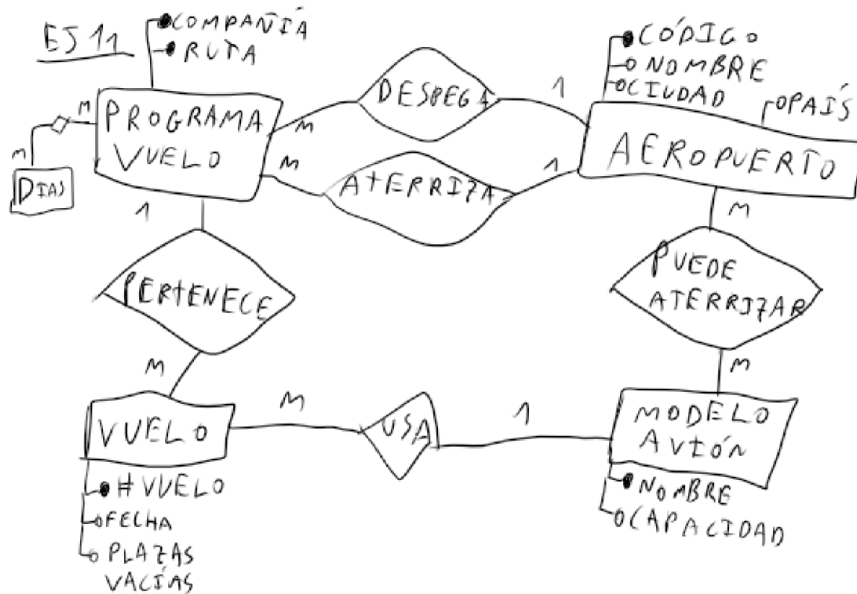 EJ 11
COMPAÑÍA
RUTA
PROGRAMA
VUELO
M
M
DIAS
M
DESPEGA
1
M
ATERRIZA
1
CÓDIGO
NOMBRE
CIUDAD
PAÍS
AEROPUERTO
1
PERTENECE
M
M
PUEDE
ATERRIZAR
M
VUELO
M
USA
1
MODELO
AVIÓN
# VUELO
FECHA
PLAZAS
VACÍAS
NOMBRE
CAPACIDAD